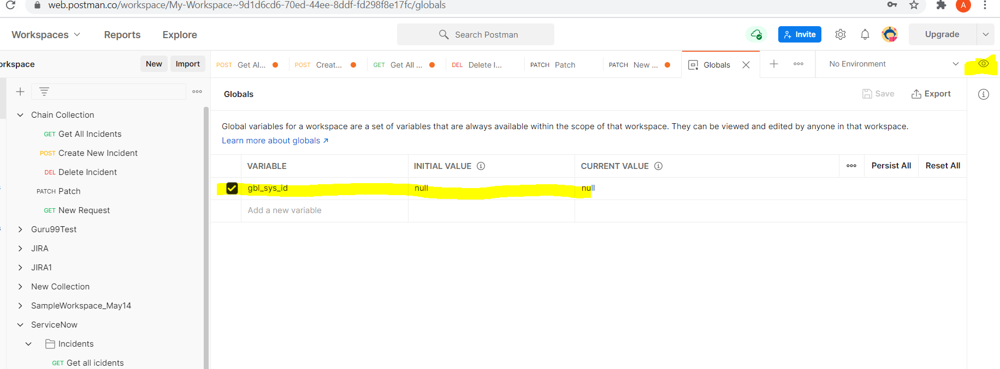 web.postman.co/workspace/My-Workspace~9d1d6cd6-70ed-44ee-8ddf-fd298f8e17fc/globals
A
Workspaces Reports Explore Search Postman Invite Upgrade
orkspace New Import
POST Get Al... POST Creat... GET Get All ... DEL Delete I... PATCH Patch PATCH New ... Globals No Environment
Globals Save Export
Chain Collection
GET Get All Incidents
POST Create New Incident
DEL Delete Incident
PATCH Patch
GET New Request
Guru99Test
JIRA
JIRA1
New Collection
SampleWorkspace_May14
ServiceNow
Incidents
GET Get all icidents
Global variables for a workspace are a set of variables that are always available within the scope of that workspace. They can be viewed and edited by anyone in that workspace.
Learn more about globals ↗
VARIABLE INITIAL VALUE CURRENT VALUE Persist All Reset All
gbl_sys_id null null
Add a new variable